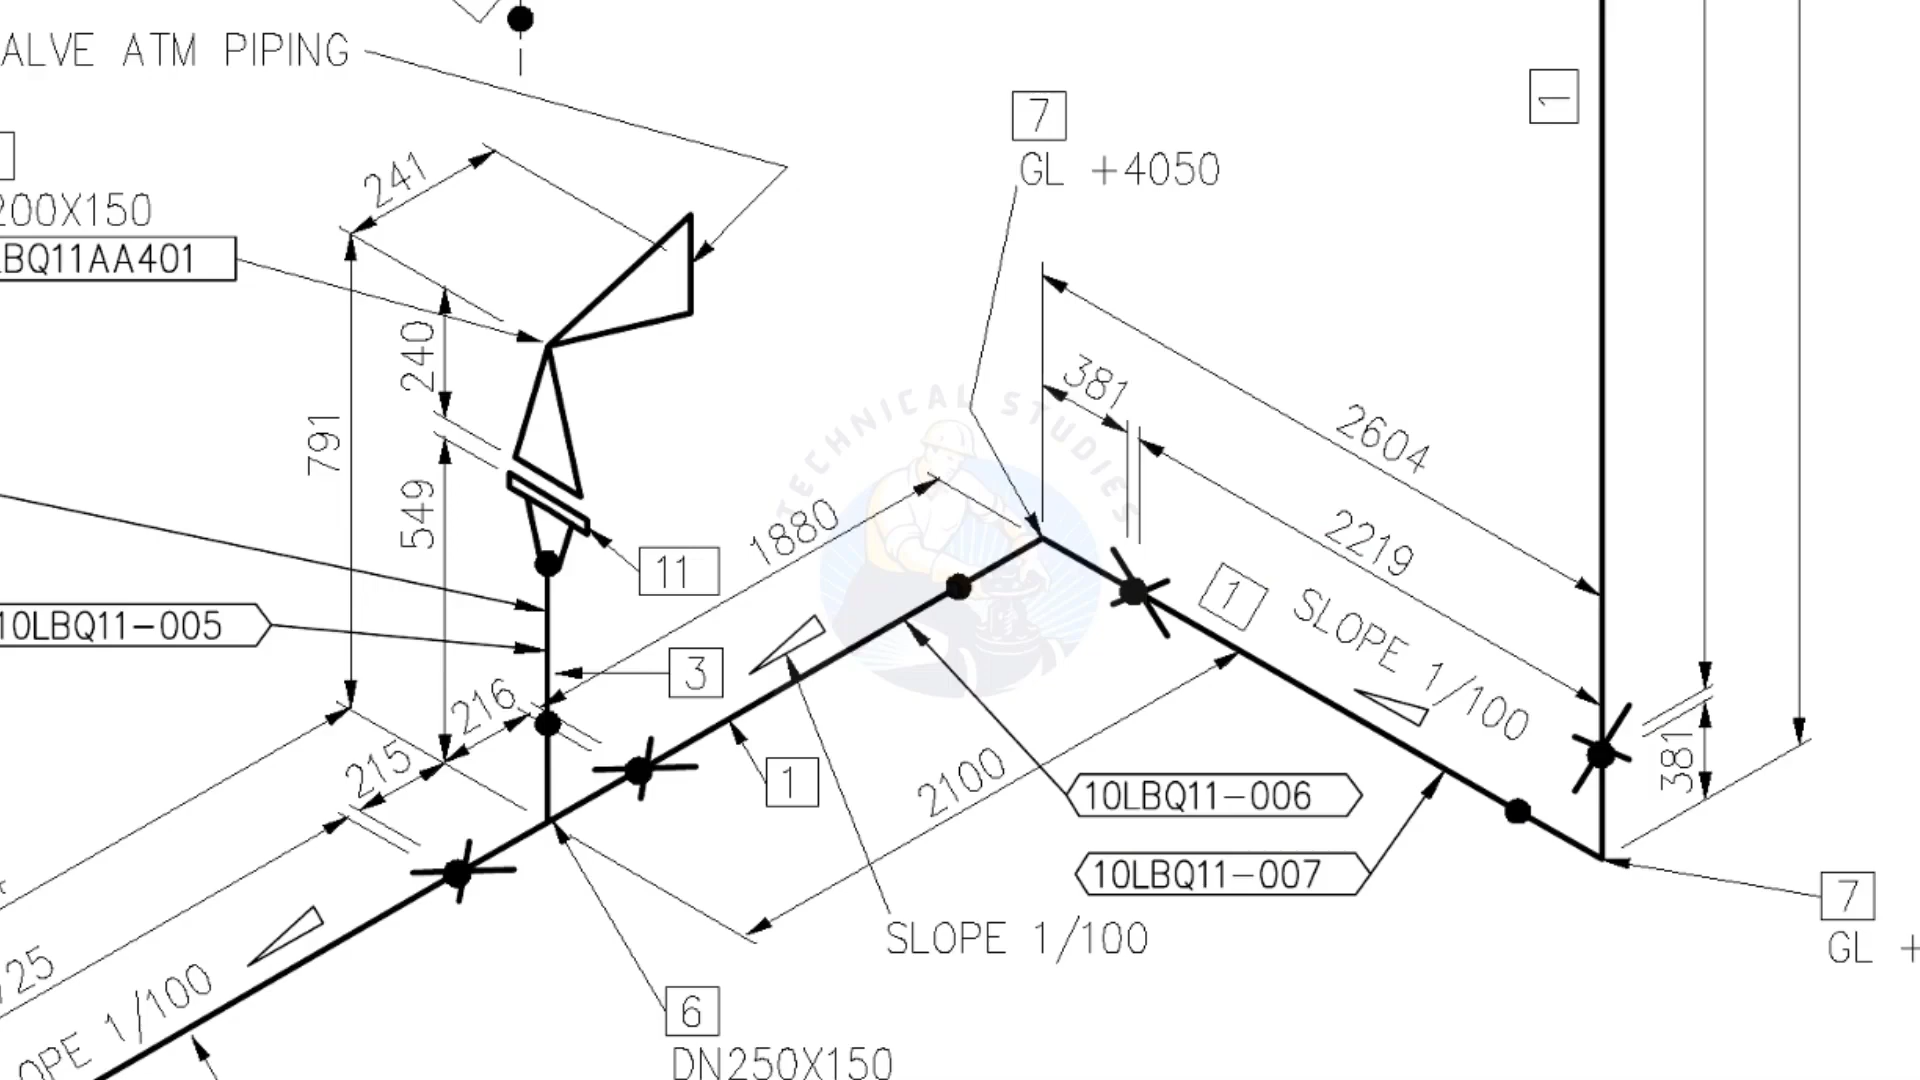 ALVE ATM PIPING
7
GL +4050
1
241
200X150
LBQ11AA401
240
791
549
381
2604
TECHNICAL STUDIES
1880
2219
11
1
SLOPE 1/100
10LBQ11-005
3
216
215
1
2100
381
10LBQ11-006
10LBQ11-007
7
GL +
SLOPE 1/100
25
OPE 1/100
6
DN250X150